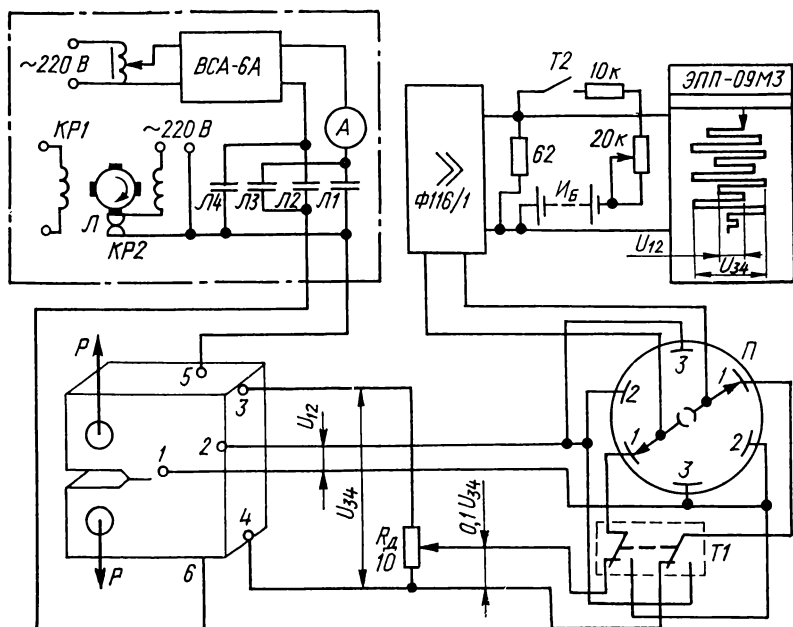 ~220 В
ВСА-6А
А
КР1
~220 В
Л
КР2
Л4
Л3
Л2
Л1
Т2
10к
ЭПП-09М3
20к
62
Ф116/1
И_Б
U₁₂
U₃₄
П
3
1
2
1
2
3
Р
5
3
2
1
4
6
Р
U₁₂
U₃₄
0,1 U₃₄
R_Д
10
Т1